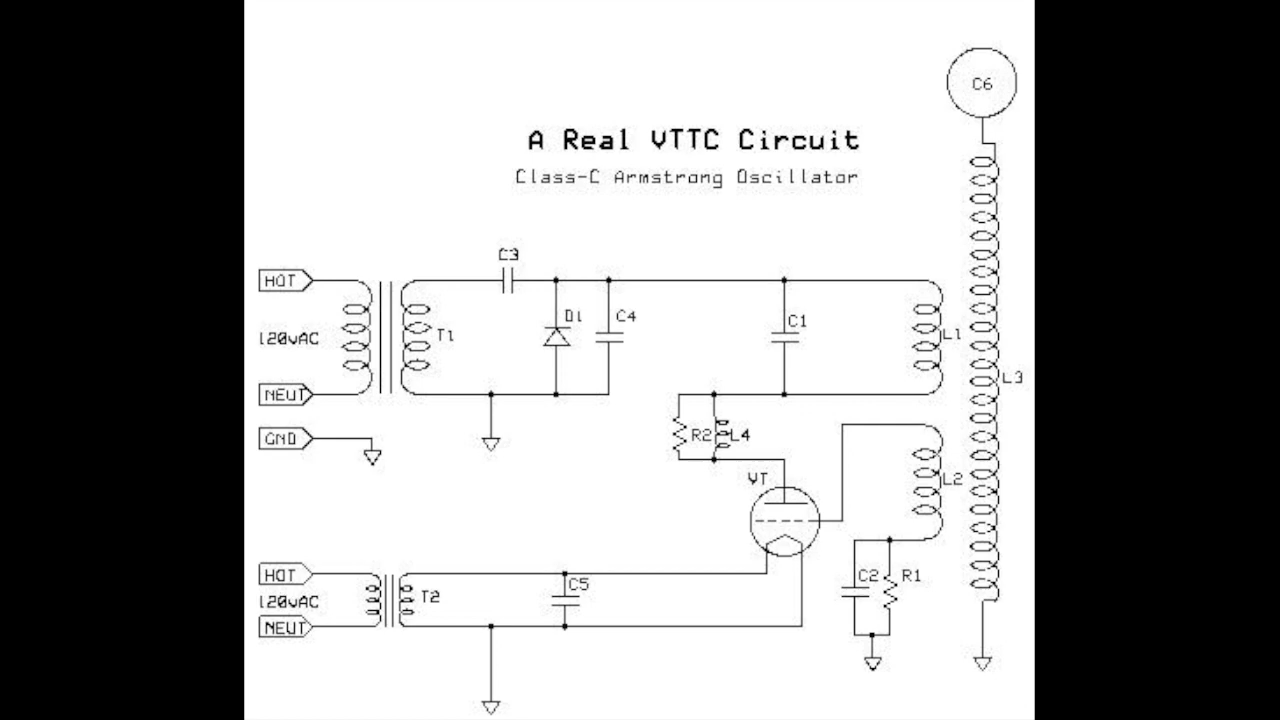 C6
A Real VTTC Circuit
Class-C Armstrong Oscillator
C3
HOT
D1
C4
C1
120vAC
T1
L1
L3
NEUT
GND
R2
L4
VT
L2
HOT
C5
C2
R1
120vAC
T2
NEUT